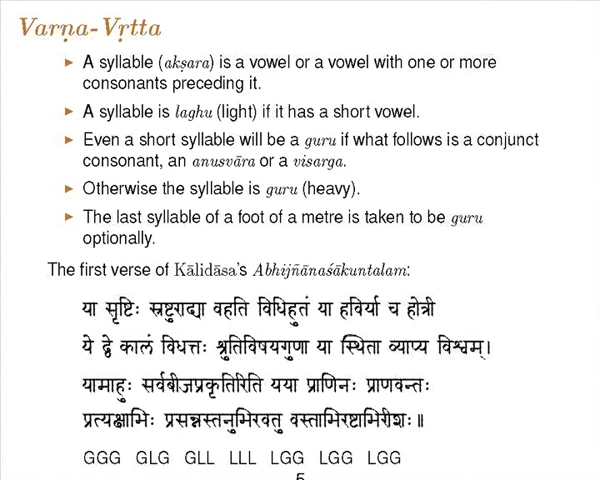 Varṇa-Vṛtta
▶ A syllable (akṣara) is a vowel or a vowel with one or more
consonants preceding it.
▶ A syllable is laghu (light) if it has a short vowel.
▶ Even a short syllable will be a guru if what follows is a conjunct
consonant, an anusvāra or a visarga.
▶ Otherwise the syllable is guru (heavy).
▶ The last syllable of a foot of a metre is taken to be guru
optionally.
The first verse of Kālidāsa's Abhijñānaśākuntalam:
या सृष्टिः स्रष्टुराद्या वहति विधिहुतं या हविर्या च होत्री
ये द्वे कालं विधत्तः श्रुतिविषयगुणा या स्थिता व्याप्य विश्वम्।
यामाहुः सर्वबीजप्रकृतिरिति यया प्राणिनः प्राणवन्तः
प्रत्यक्षाभिः प्रसन्नस्तनुभिरवतु वस्ताभिरष्टाभिरीशः॥
GGG GLG GLL LLL LGG LGG LGG
5